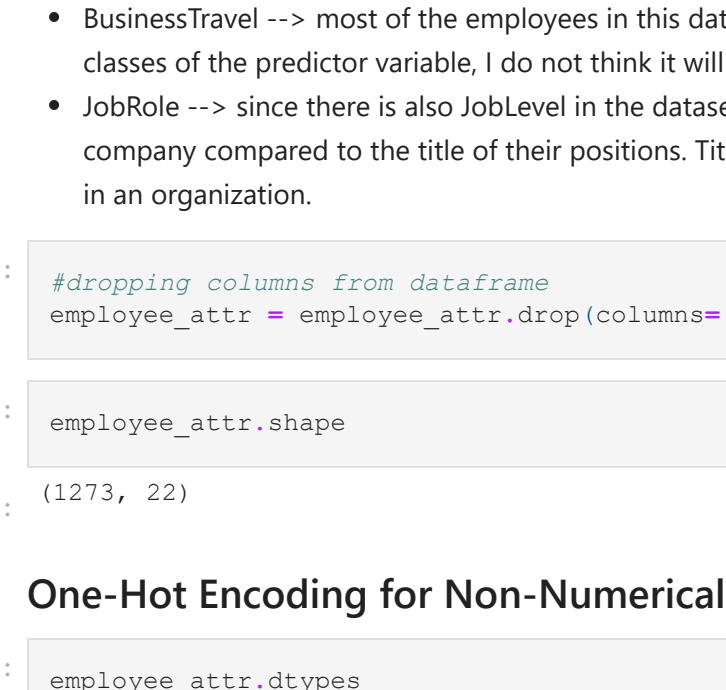 • BusinessTravel --> most of the employees in this dat
classes of the predictor variable, I do not think it will
• JobRole --> since there is also JobLevel in the datase
company compared to the title of their positions. Tit
in an organization.
: #dropping columns from dataframe
employee_attr = employee_attr.drop(columns=
: employee_attr.shape
: (1273, 22)
One-Hot Encoding for Non-Numerical
: employee_attr.dtypes